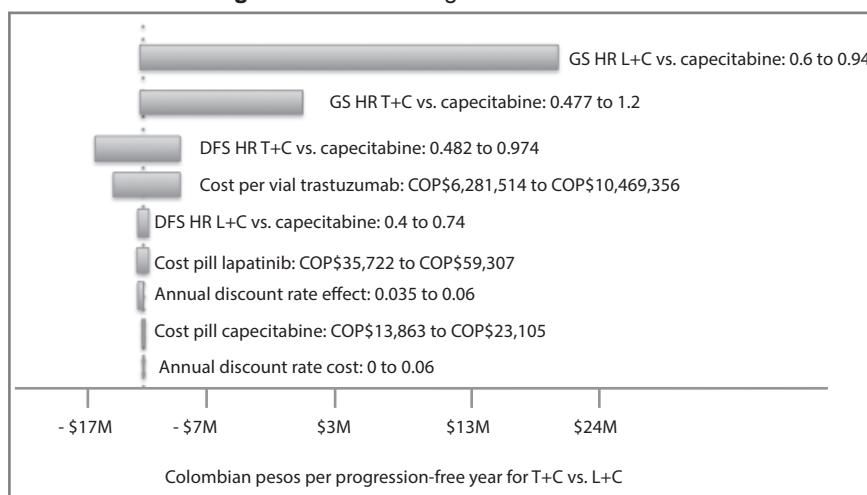 GS HR L+C vs. capecitabine: 0.6 to 0.94
GS HR T+C vs. capecitabine: 0.477 to 1.2
DFS HR T+C vs. capecitabine: 0.482 to 0.974
Cost per vial trastuzumab: COP$6,281,514 to COP$10,469,356
DFS HR L+C vs. capecitabine: 0.4 to 0.74
Cost pill lapatinib: COP$35,722 to COP$59,307
Annual discount rate effect: 0.035 to 0.06
Cost pill capecitabine: COP$13,863 to COP$23,105
Annual discount rate cost: 0 to 0.06
- $17M - $7M $3M $13M $24M
Colombian pesos per progression-free year for T+C vs. L+C